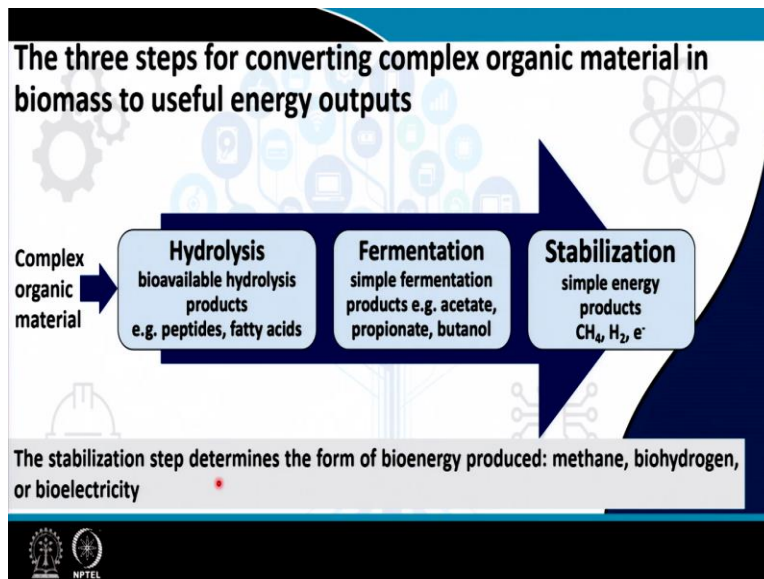 The three steps for converting complex organic material in
biomass to useful energy outputs
Complex
organic
material
Hydrolysis
bioavailable hydrolysis
products
e.g. peptides, fatty acids
Fermentation
simple fermentation
products e.g. acetate,
propionate, butanol
Stabilization
simple energy
products
CH₄, H₂, e⁻
The stabilization step determines the form of bioenergy produced: methane, biohydrogen,
or bioelectricity
NPTEL